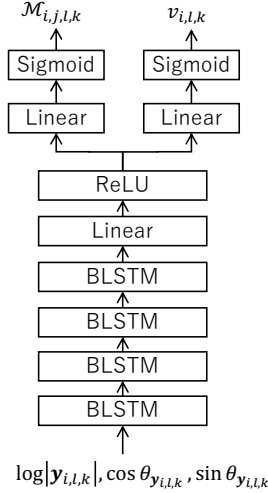 ℳ_{i,j,l,k} v_{i,l,k}
Sigmoid Sigmoid
Linear Linear
ReLU
Linear
BLSTM
BLSTM
BLSTM
BLSTM
log|𝒚_{i,l,k}|, cos θ_{𝒚_{i,l,k}}, sin θ_{𝒚_{i,l,k}}